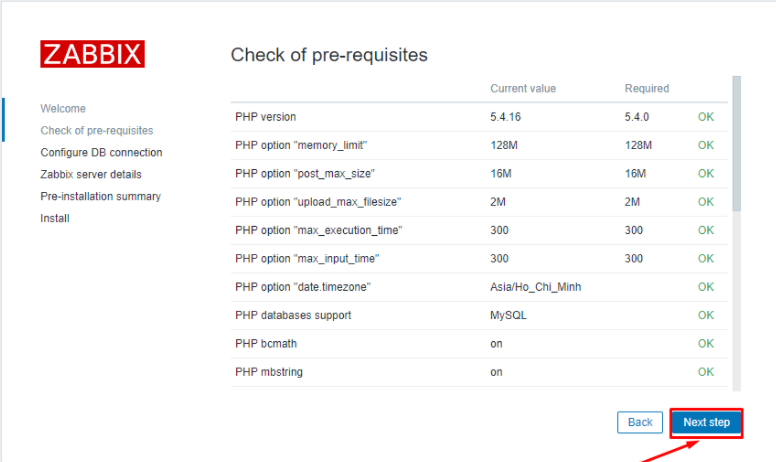 ZABBIX
Welcome
Check of pre-requisites
Configure DB connection
Zabbix server details
Pre-installation summary
Install
Check of pre-requisites
Current value Required
PHP version 5.4.16 5.4.0 OK
PHP option "memory_limit" 128M 128M OK
PHP option "post_max_size" 16M 16M OK
PHP option "upload_max_filesize" 2M 2M OK
PHP option "max_execution_time" 300 300 OK
PHP option "max_input_time" 300 300 OK
PHP option "date.timezone" Asia/Ho_Chi_Minh OK
PHP databases support MySQL OK
PHP bcmath on OK
PHP mbstring on OK
Back Next step